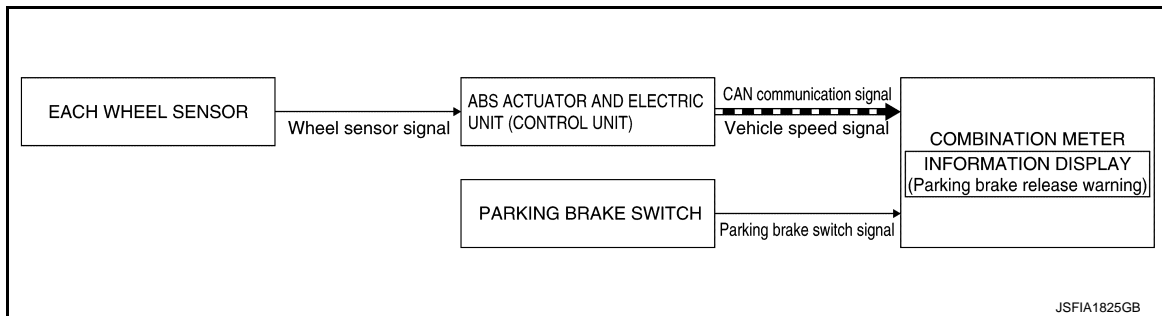 EACH WHEEL SENSOR
Wheel sensor signal
ABS ACTUATOR AND ELECTRIC
UNIT (CONTROL UNIT)
CAN communication signal
Vehicle speed signal
COMBINATION METER
INFORMATION DISPLAY
(Parking brake release warning)
PARKING BRAKE SWITCH
Parking brake switch signal
JSFIA1825GB